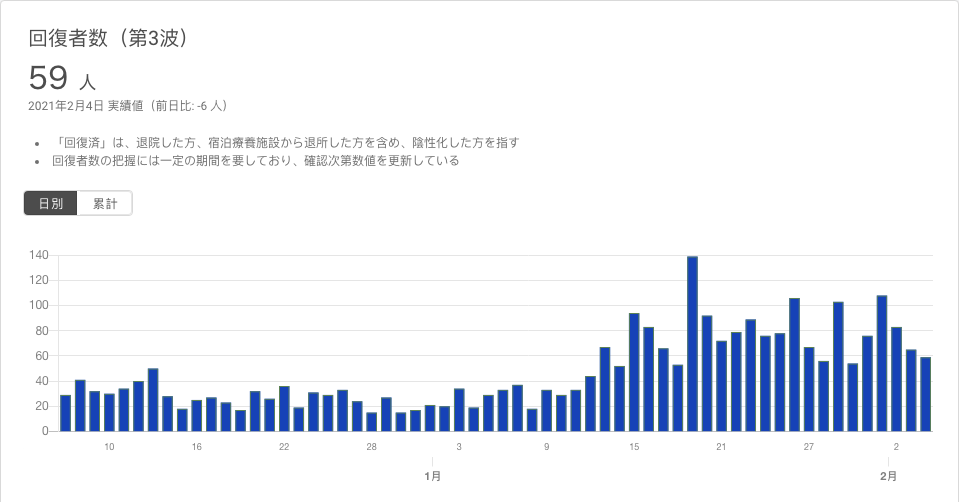 回復者数（第3波）
59 人
2021年2月4日 実績値（前日比: -6 人）
• 「回復済」は、退院した方、宿泊療養施設から退所した方を含め、陰性化した方を指す
• 回復者数の把握には一定の期間を要しており、確認次第数値を更新している
日別 累計
140
120
100
80
60
40
20
0
10 16 22 28 3 9 15 21 27 2
1月 2月